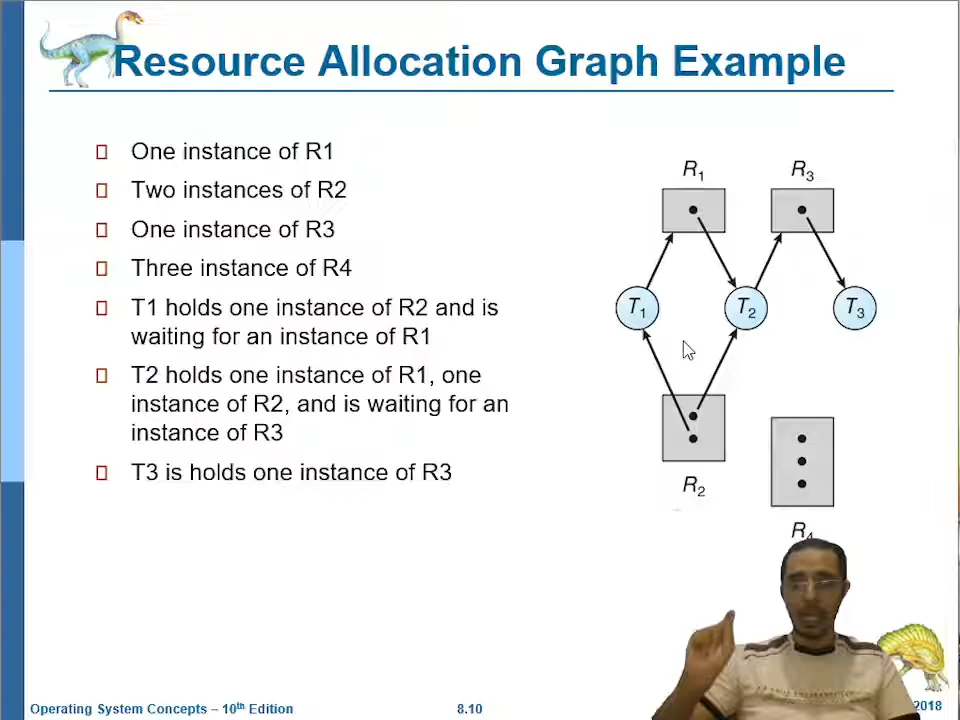 Resource Allocation Graph Example
One instance of R1
Two instances of R2
One instance of R3
Three instance of R4
T1 holds one instance of R2 and is
waiting for an instance of R1
T2 holds one instance of R1, one
instance of R2, and is waiting for an
instance of R3
T3 is holds one instance of R3
R1
R3
T1
T2
T3
R2
R4
Operating System Concepts – 10th Edition
8.10
2018